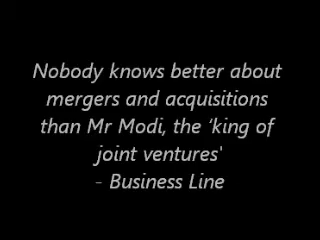 Nobody knows better about
mergers and acquisitions
than Mr Modi, the ‘king of
joint ventures'
- Business Line